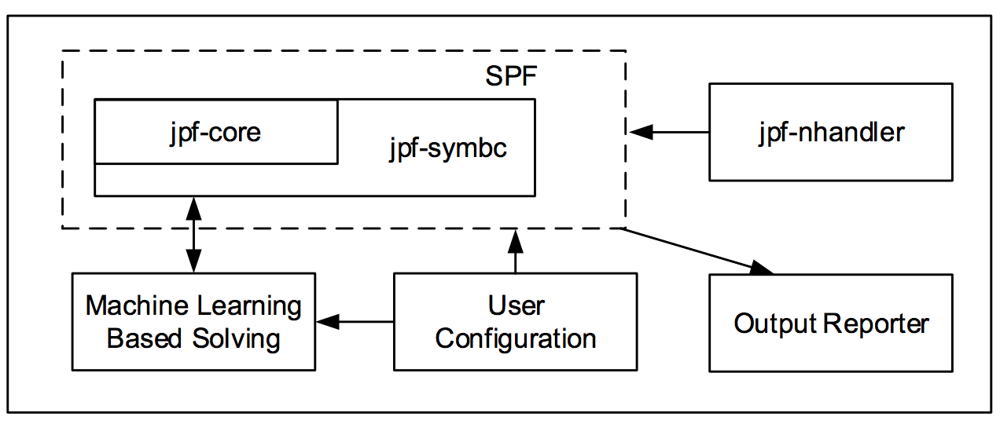 SPF
jpf-core
jpf-symbc
jpf-nhandler
Machine Learning
Based Solving
User
Configuration
Output Reporter